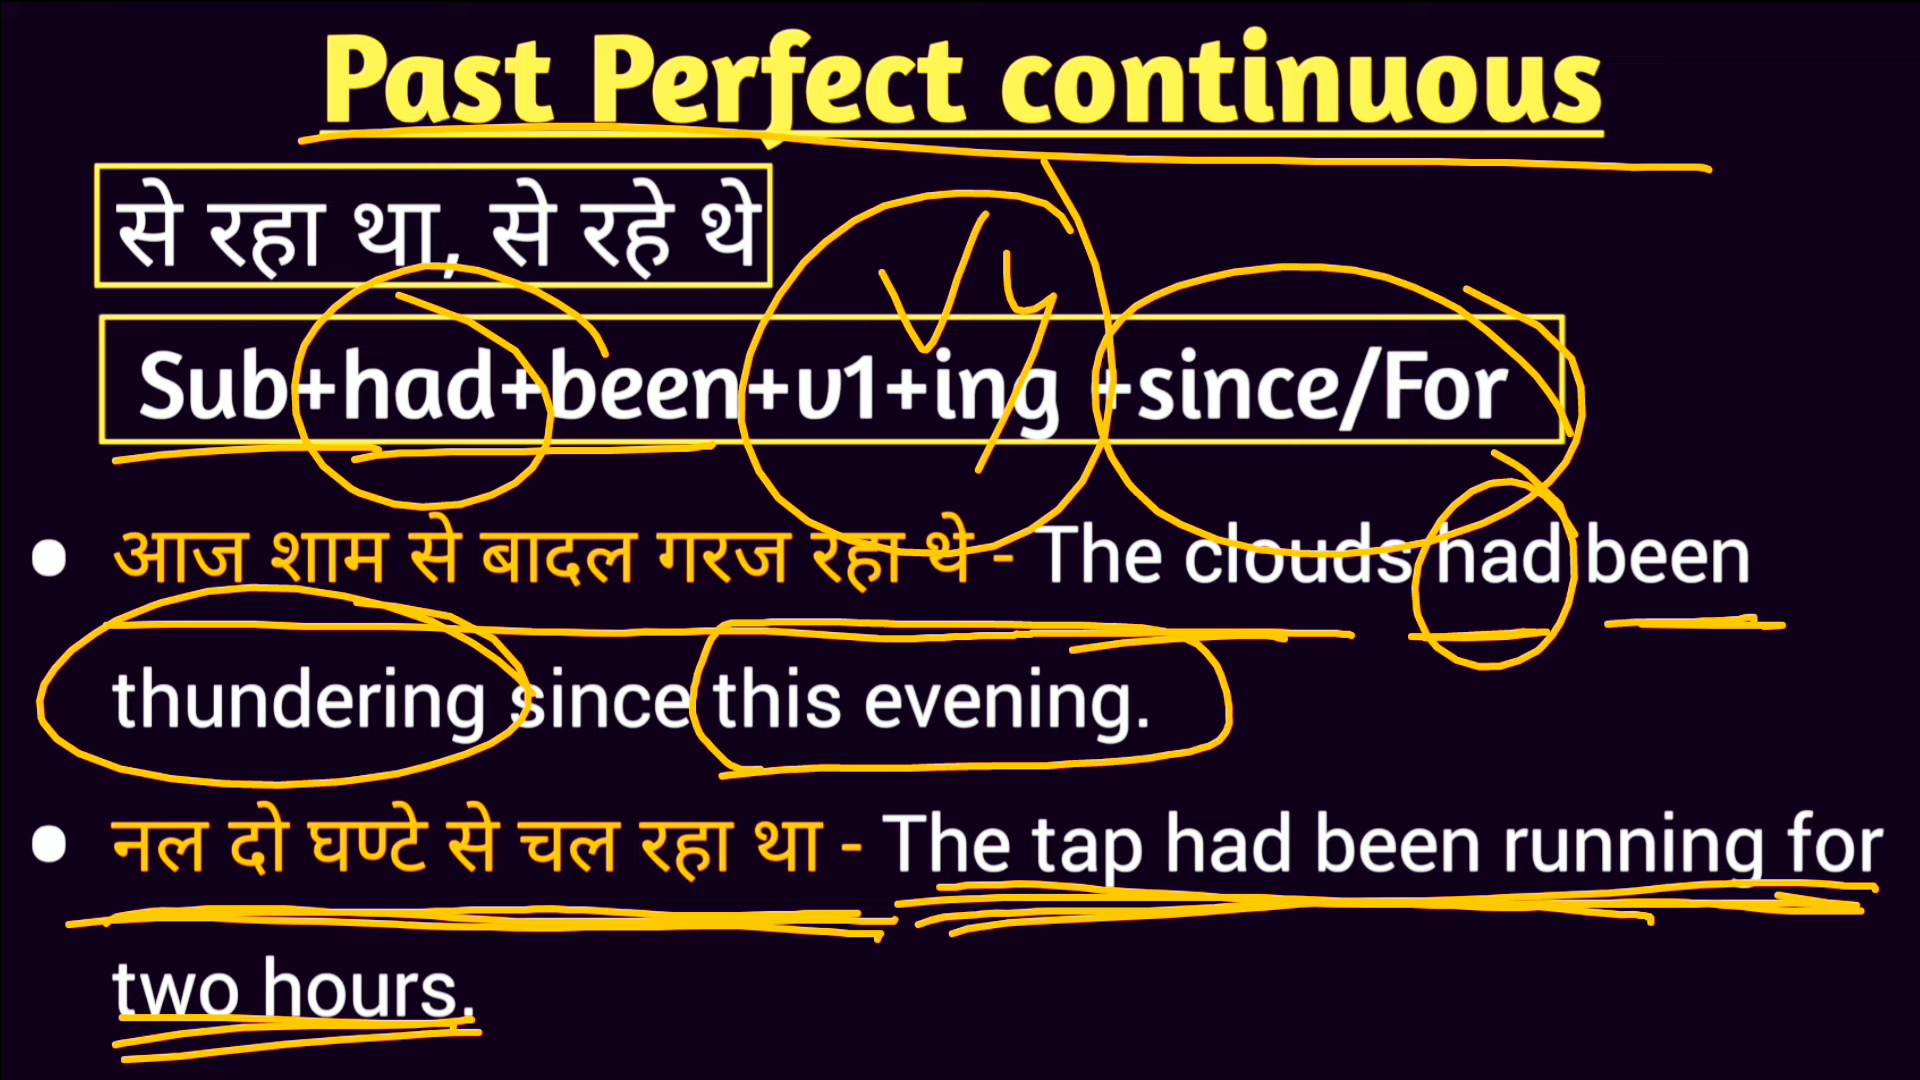 Past Perfect continuous
से रहा था, से रहे थे
Sub+had+been+v1+ing +since/For
V4
• आज शाम से बादल गरज रहा थे - The clouds had been
thundering since this evening.
• नल दो घण्टे से चल रहा था - The tap had been running for
two hours.